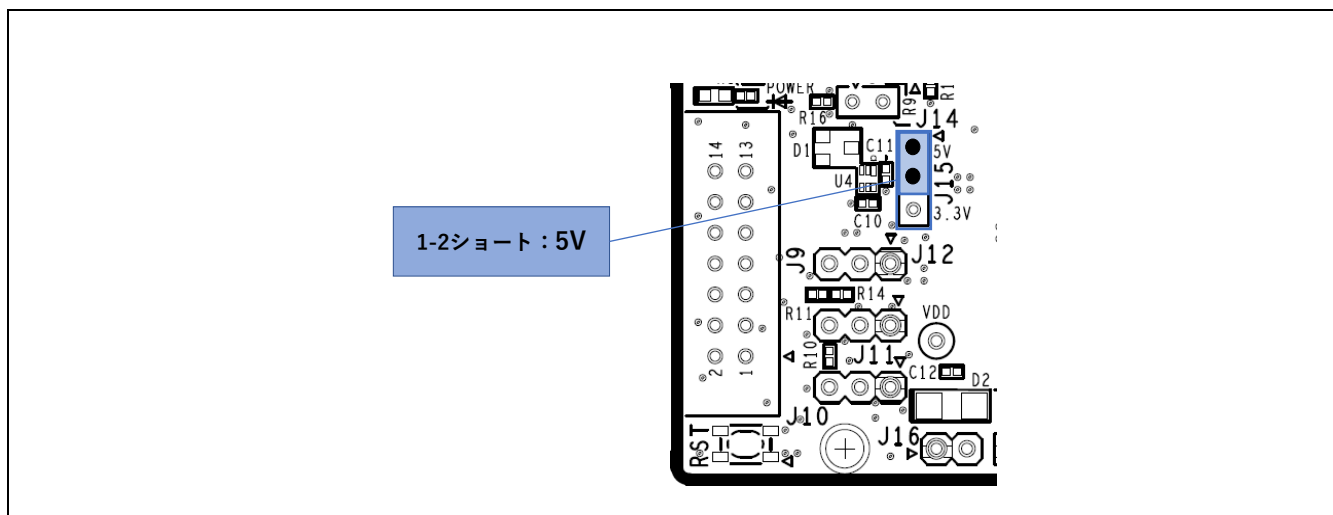 POWER
R16
R9
R1
J14
14
13
D1
C11
5V
U4
J15
C10
3.3V
1-2ショート：5V
J9
J12
R11
R14
VDD
R10
J11
C12
D2
2
1
J10
RST
J16